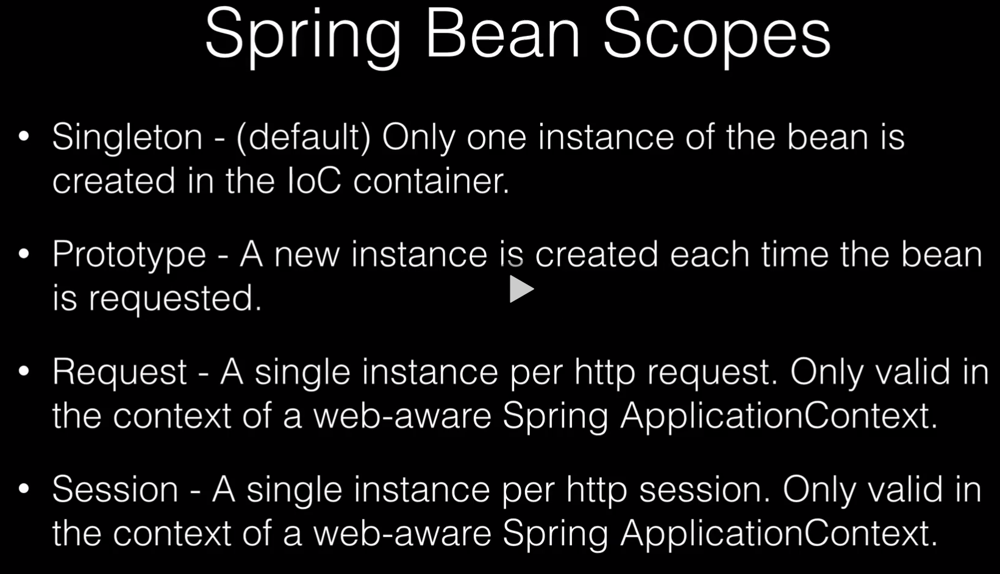 Spring Bean Scopes
• Singleton - (default) Only one instance of the bean is
created in the IoC container.
• Prototype - A new instance is created each time the bean
is requested.
• Request - A single instance per http request. Only valid in
the context of a web-aware Spring ApplicationContext.
• Session - A single instance per http session. Only valid in
the context of a web-aware Spring ApplicationContext.